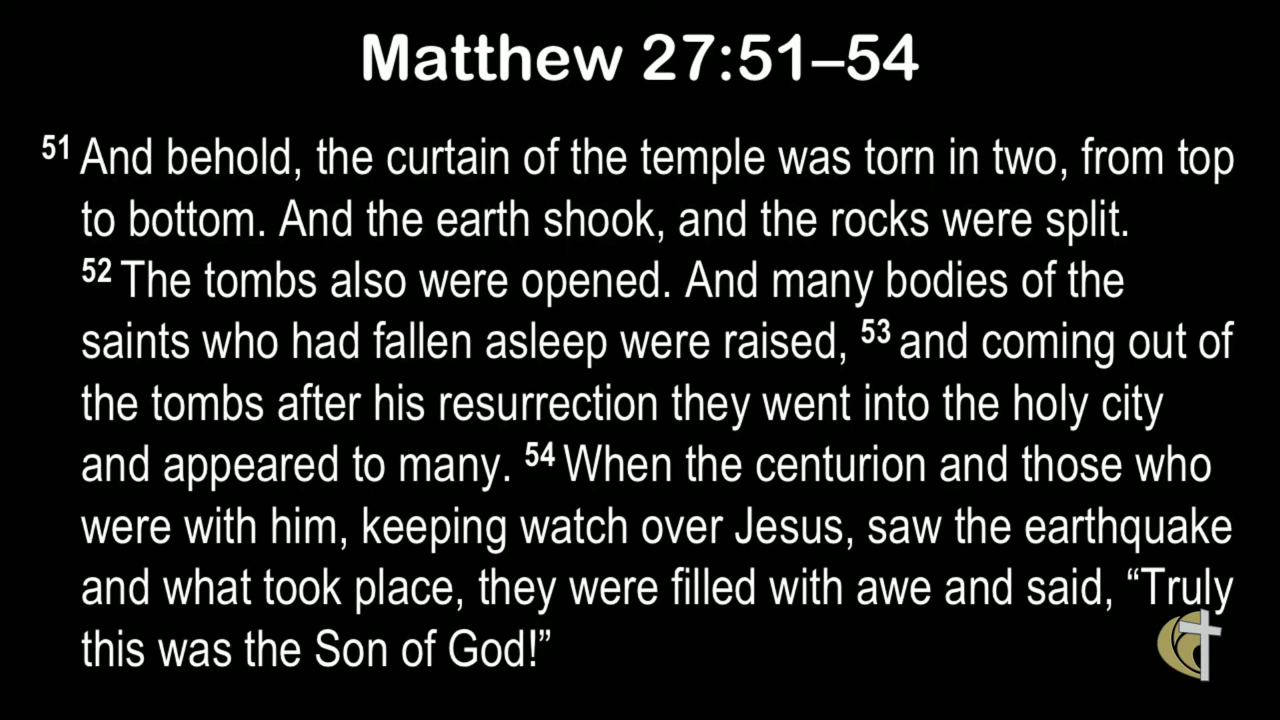 Matthew 27:51–54
51 And behold, the curtain of the temple was torn in two, from top
to bottom. And the earth shook, and the rocks were split.
52 The tombs also were opened. And many bodies of the
saints who had fallen asleep were raised, 53 and coming out of
the tombs after his resurrection they went into the holy city
and appeared to many. 54 When the centurion and those who
were with him, keeping watch over Jesus, saw the earthquake
and what took place, they were filled with awe and said, “Truly
this was the Son of God!”